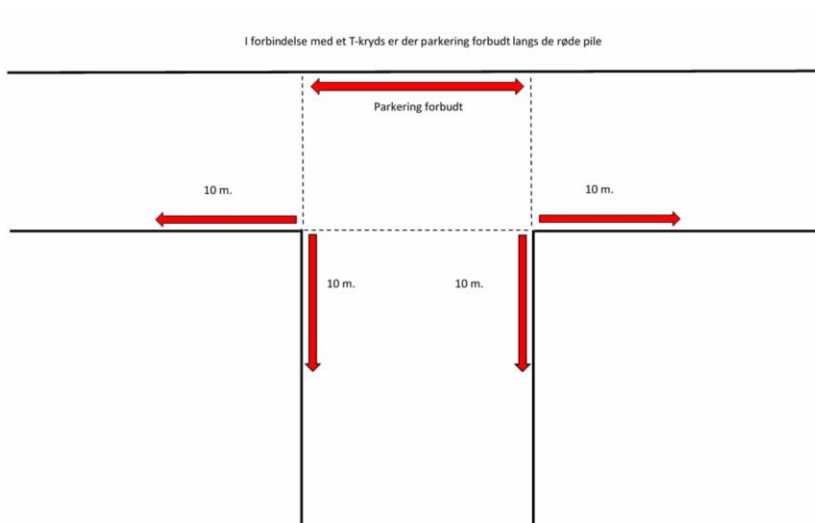 I forbindelse med et T-kryds er der parkering forbudt langs de røde pile
Parkering forbudt
10 m.
10 m.
10 m.
10 m.